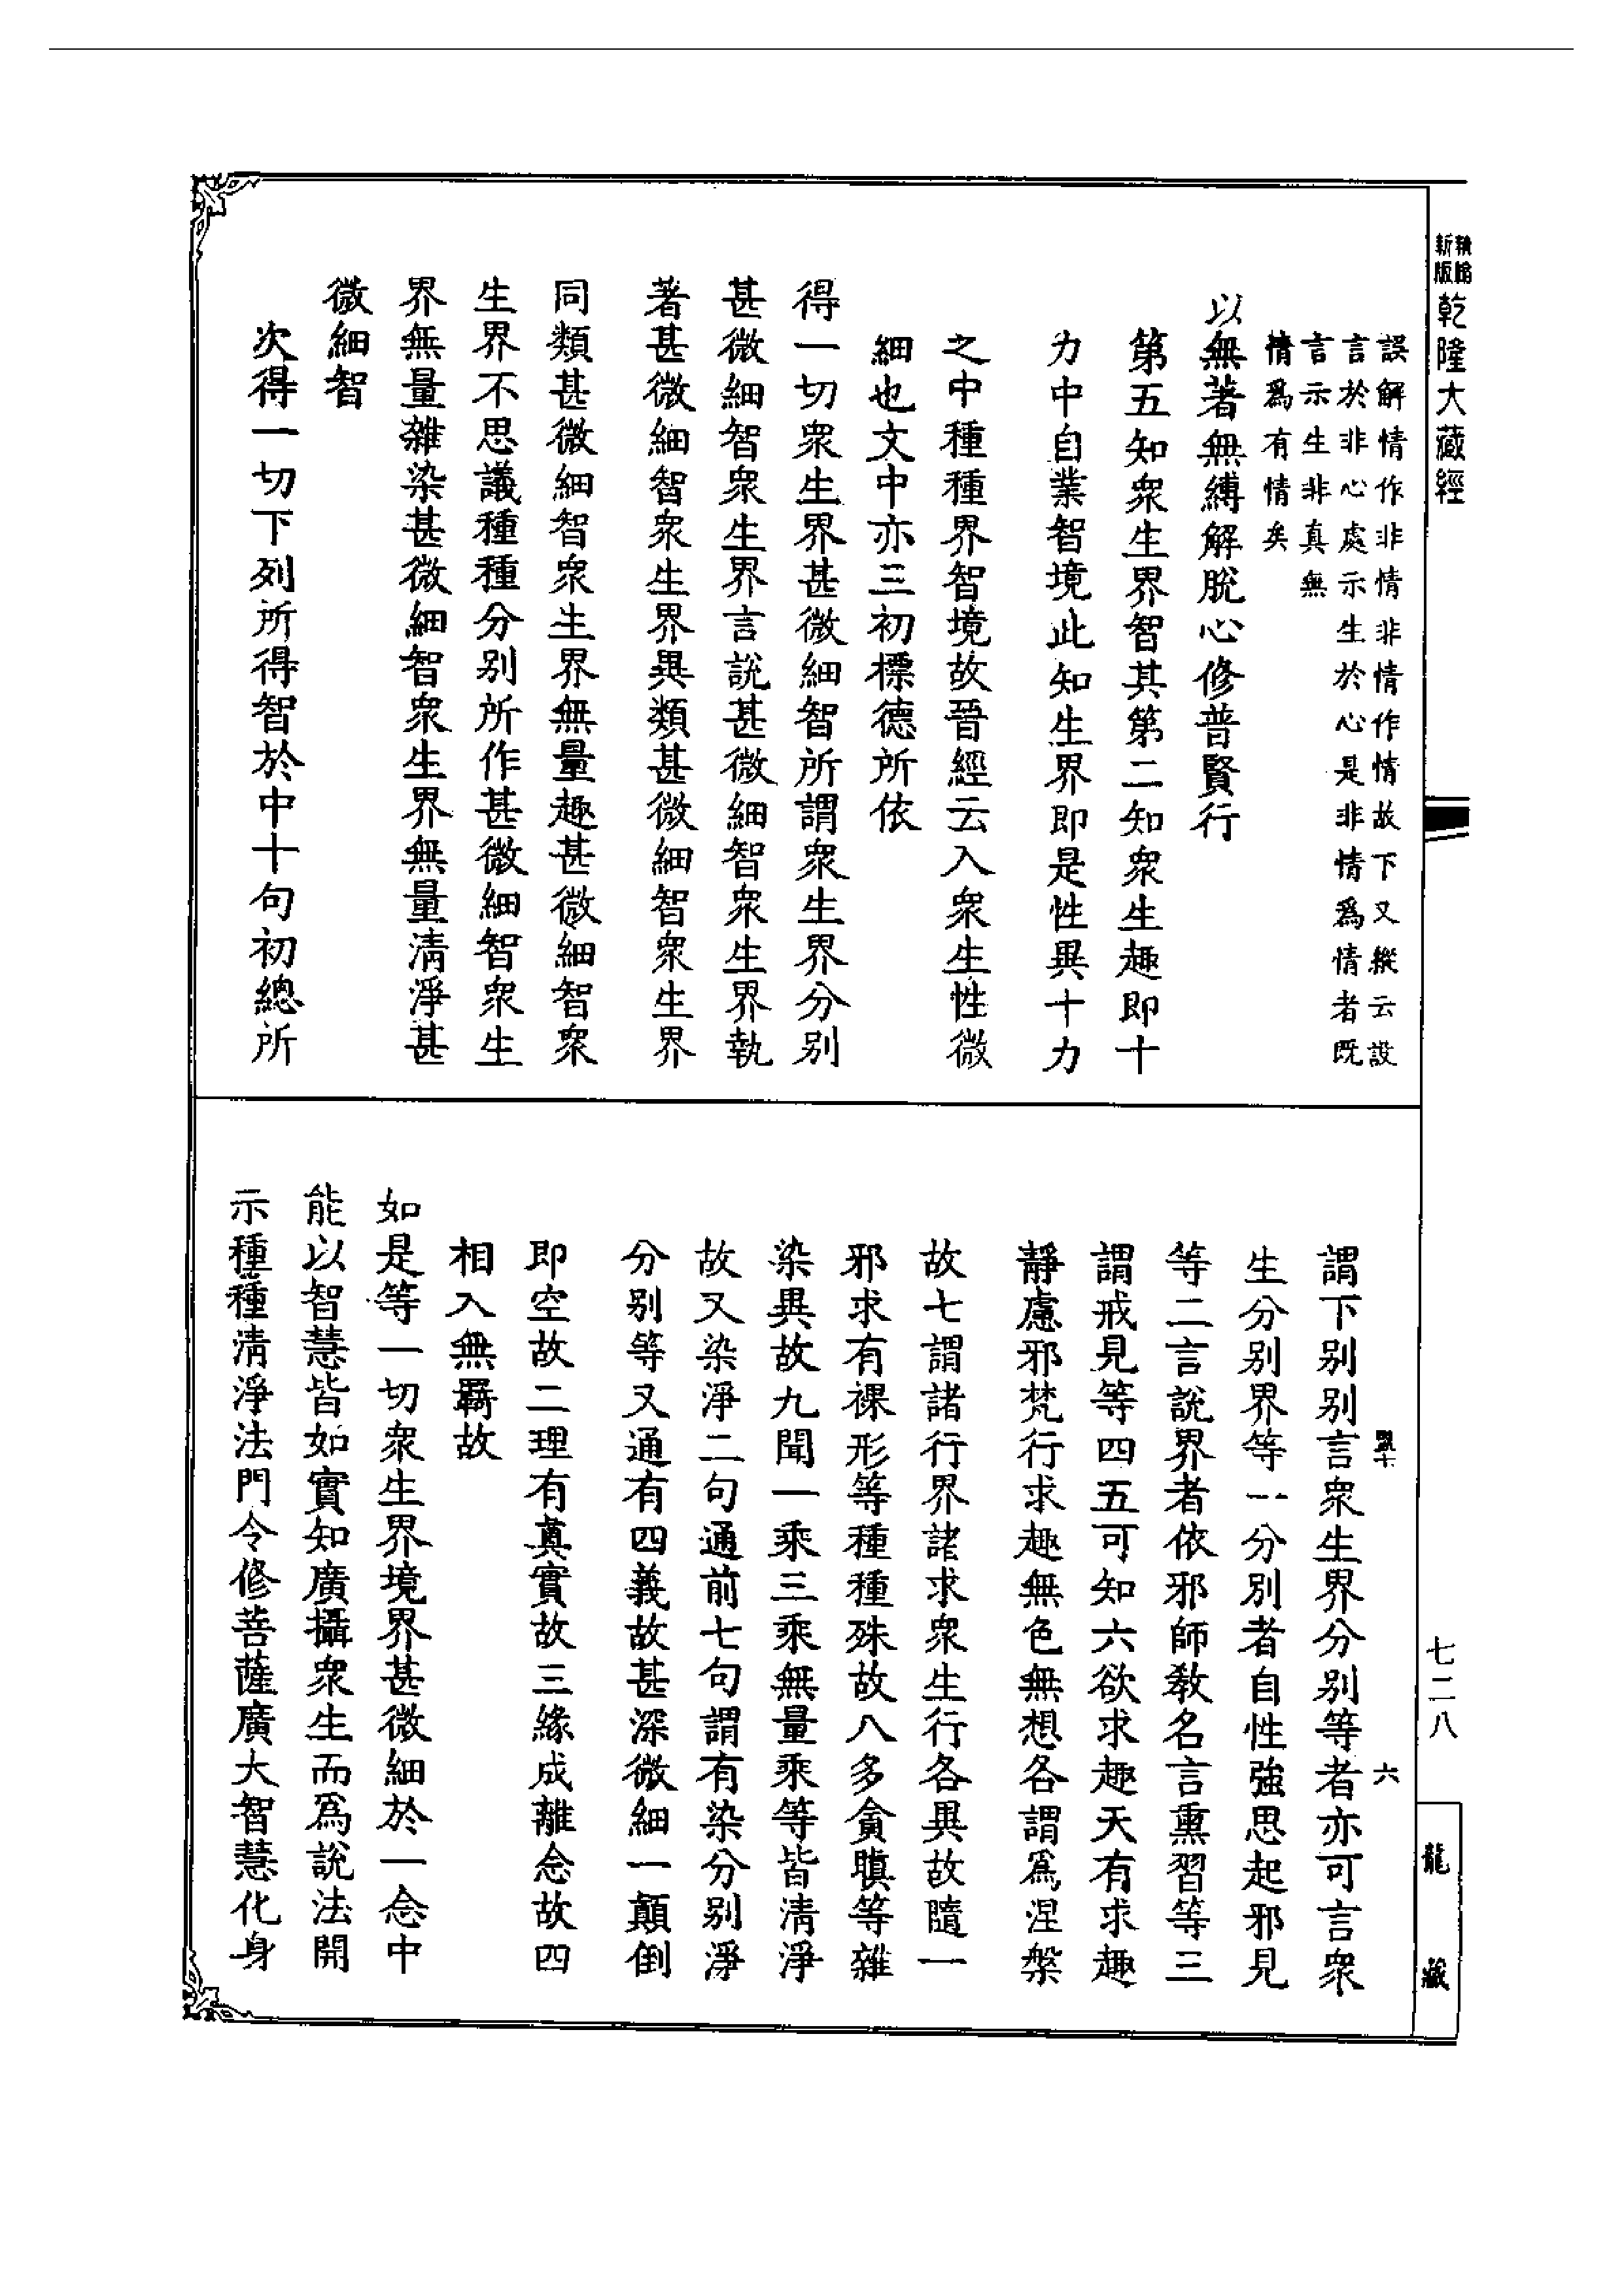 新版乾隆大藏經
誤解情作非情非情作情故下又縱云設
言於非心處示生於心是非情爲情者既
言示生非真無
情爲有情矣
以無著無縛解脫心修普賢行
第五知衆生界智其第二知衆生趣即十
力中自業智境此知生界即是性異十力
之中種種界智境故晉經云入衆生性微
細也文中亦三初標德所依
得一切衆生界甚微細智所謂衆生界分別
甚微細智衆生界言說甚微細智衆生界執
著甚微細智衆生界異類甚微細智衆生界
同類甚微細智衆生界無量趣甚微細智衆
生界不思議種種分別所作甚微細智衆生
界無量雜染甚微細智衆生界無量清淨甚
微細智
次得一切下列所得智於中十句初總所
六
謂下別別言衆生界分別等者亦可言衆
生分別界等一分別者自性強思起邪見
等二言說界者依邪師教名言熏習等三
謂戒見等四五可知六欲求趣天有求趣
靜慮邪梵行求趣無色無想各謂爲涅槃
故七謂諸行界諸求衆生行各異故隨一
邪求有裸形等種種殊故八多貪瞋等雜
染異故九聞一乘三乘無量乘等皆清淨
故又染淨二句通前七句謂有染分別淨
分別等又通有四義故甚深微細一顛倒
即空故二理有真實故三緣成離念故四
相入無羈故
如是等一切衆生界境界甚微細於一念中
能以智慧皆如實知廣攝衆生而爲說法開
示種種清淨法門令修菩薩廣大智慧化身
七二八
龍藏